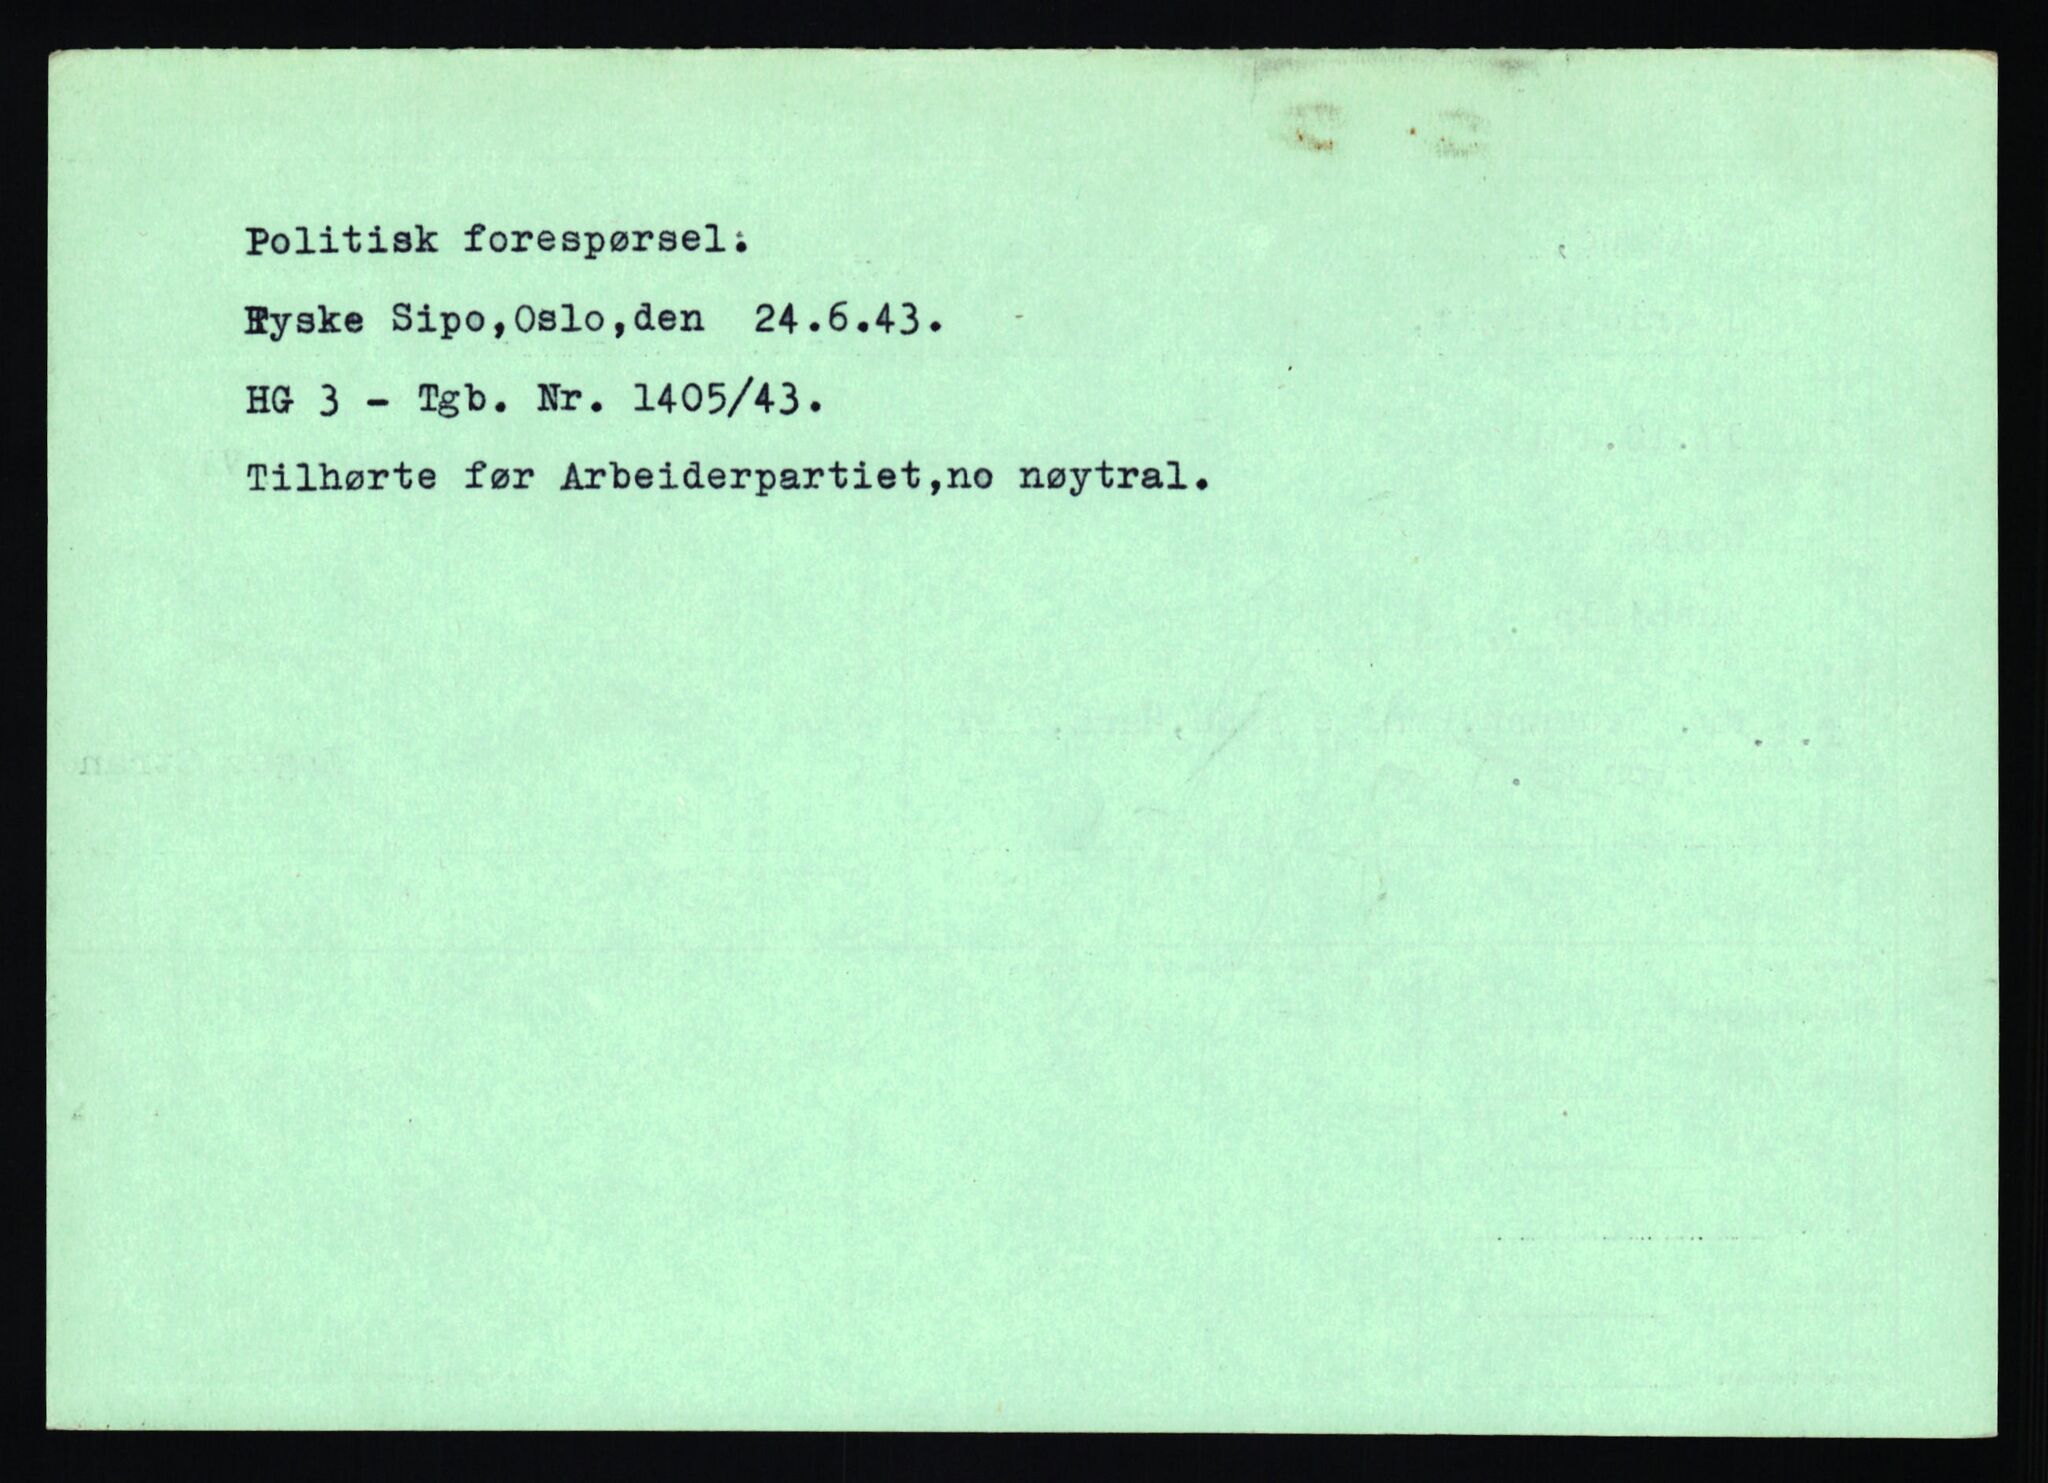 Politisk forespørsel:
Tyske Sipo,Oslo,den 24.6.43.
HG 3 - Tgb. Nr. 1405/43.
Tilhørte før Arbeiderpartiet,no nøytral.